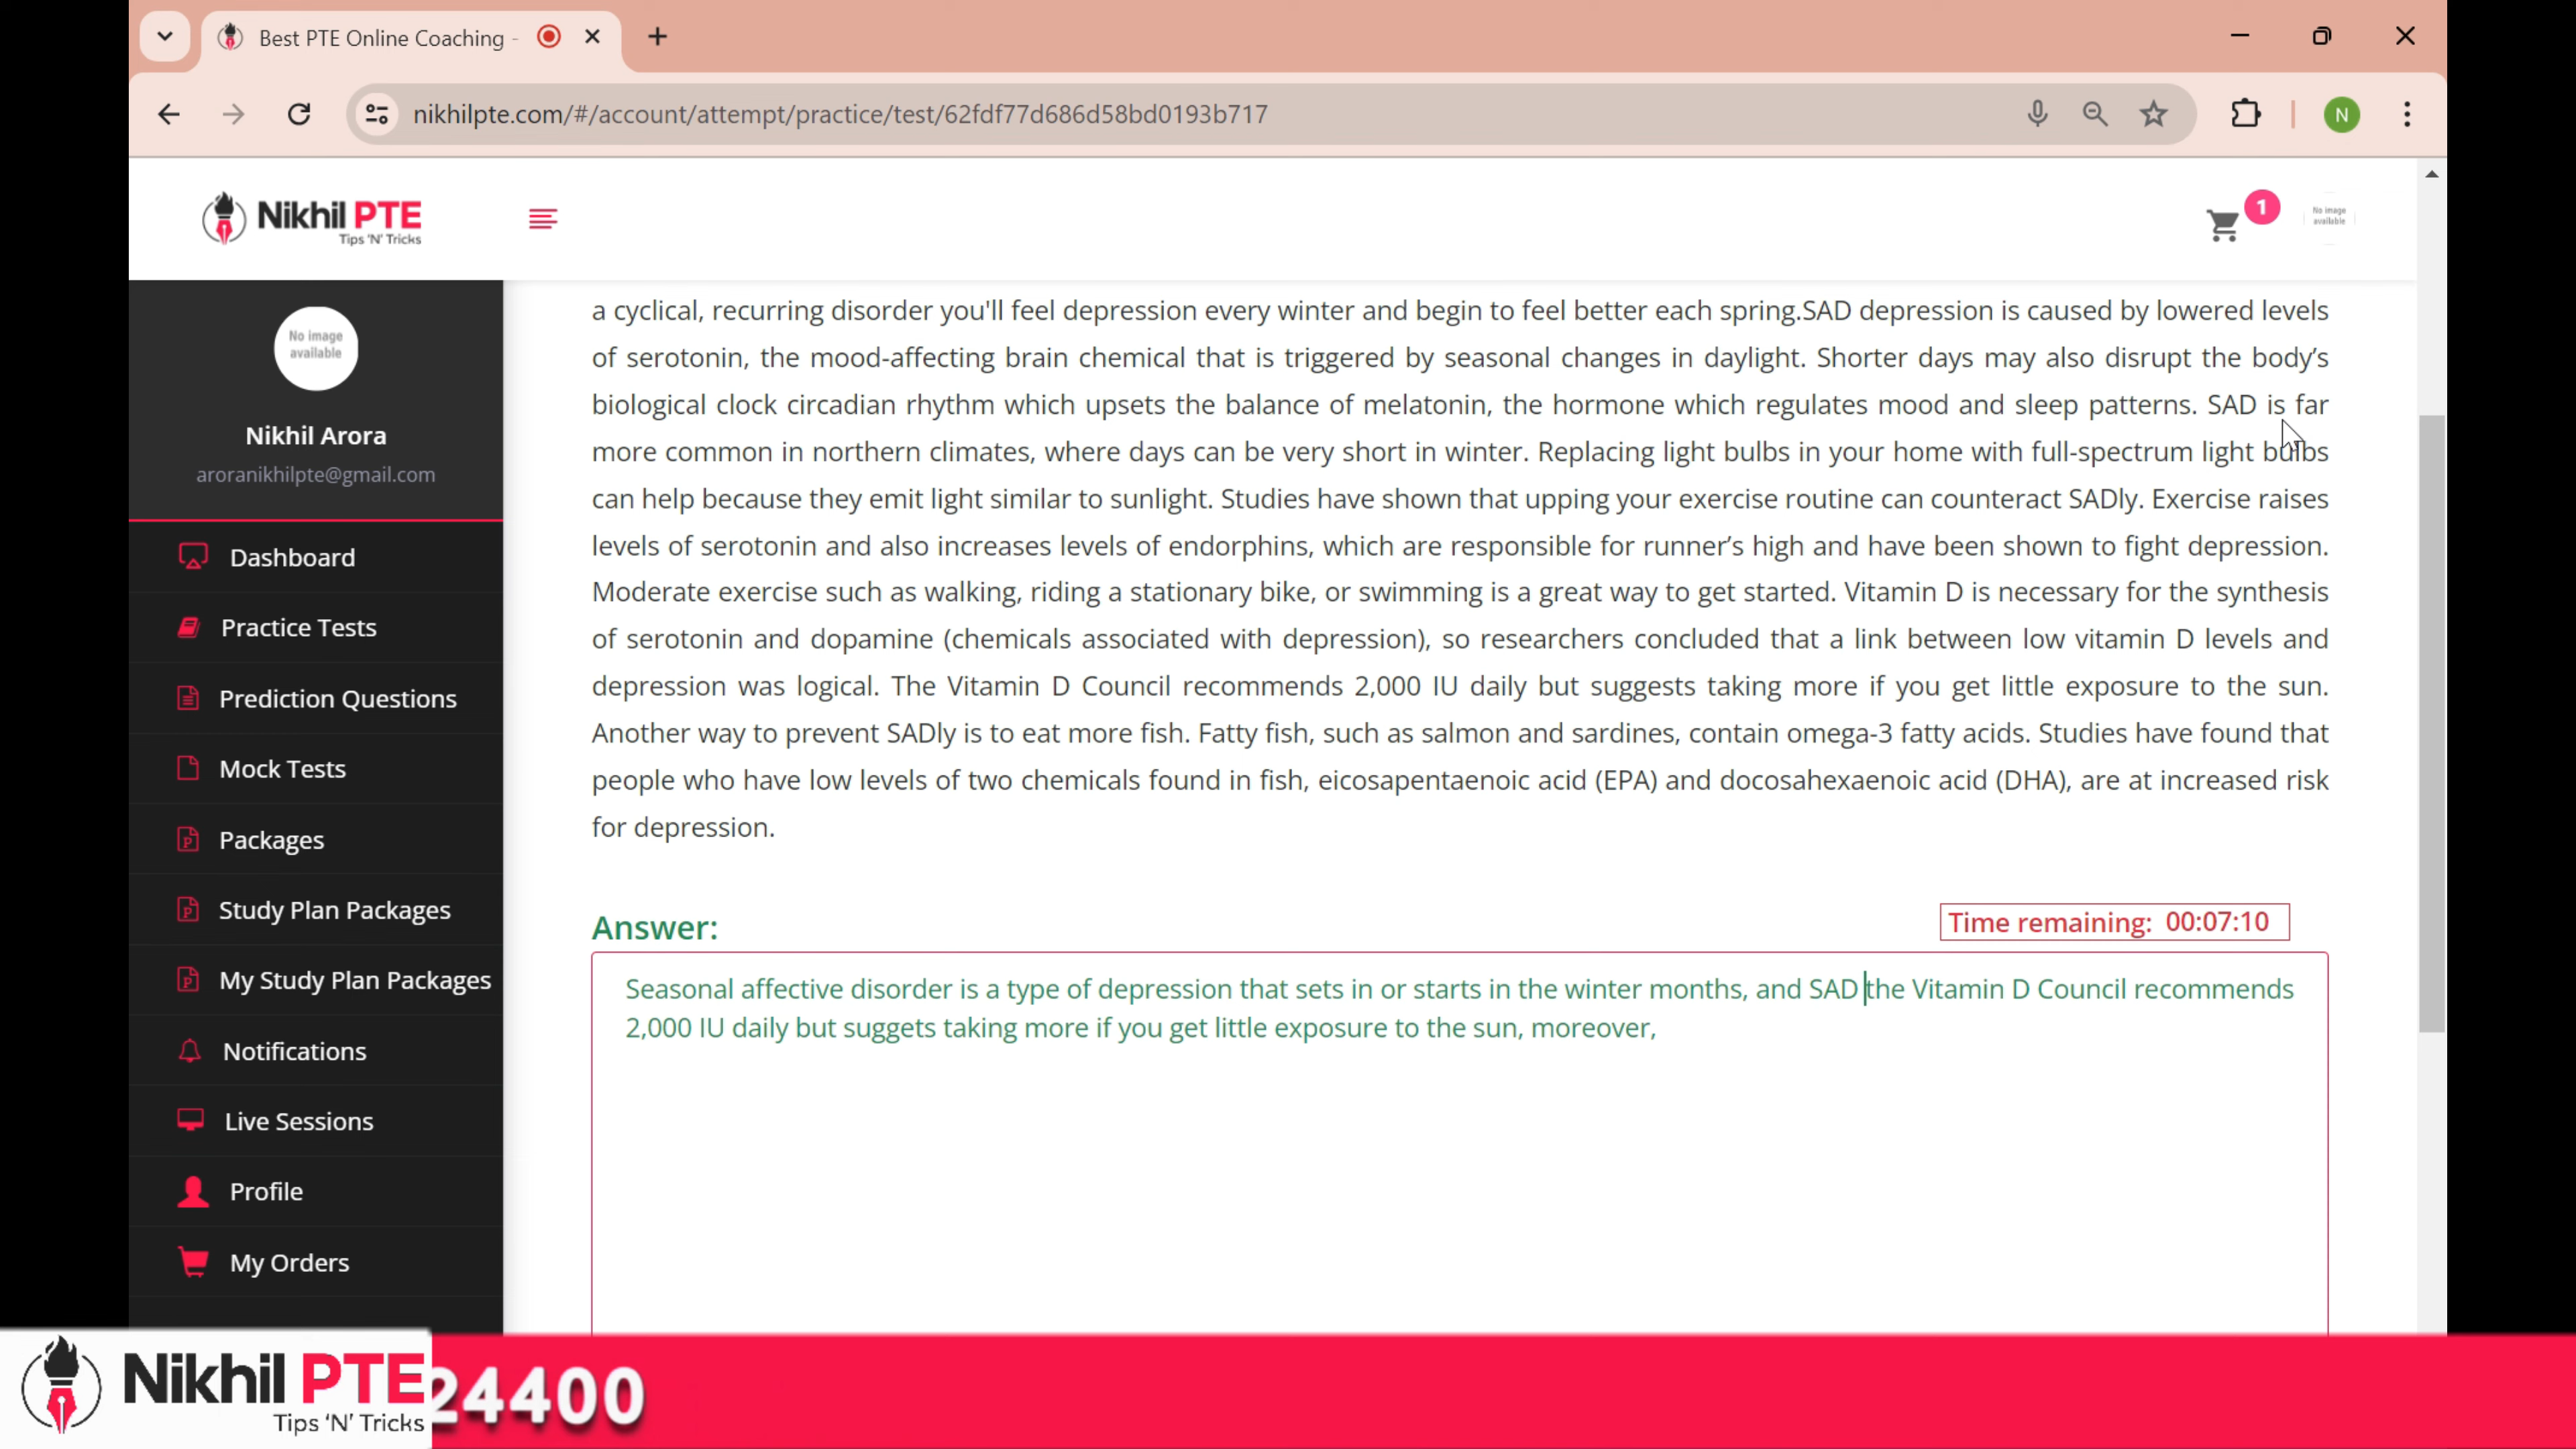 Best PTE Online Coaching -
nikhilpte.com/#/account/attempt/practice/test/62fdf77d686d58bd0193b717
N
Nikhil PTE
Tips 'N' Tricks
1
No image
available
No image
available
Nikhil Arora
aroranikhilpte@gmail.com
Dashboard
Practice Tests
Prediction Questions
Mock Tests
Packages
Study Plan Packages
My Study Plan Packages
Notifications
Live Sessions
Profile
My Orders
a cyclical, recurring disorder you'll feel depression every winter and begin to feel better each spring.SAD depression is caused by lowered levels
of serotonin, the mood-affecting brain chemical that is triggered by seasonal changes in daylight. Shorter days may also disrupt the body's
biological clock circadian rhythm which upsets the balance of melatonin, the hormone which regulates mood and sleep patterns. SAD is far
more common in northern climates, where days can be very short in winter. Replacing light bulbs in your home with full-spectrum light bulbs
can help because they emit light similar to sunlight. Studies have shown that upping your exercise routine can counteract SADly. Exercise raises
levels of serotonin and also increases levels of endorphins, which are responsible for runner's high and have been shown to fight depression.
Moderate exercise such as walking, riding a stationary bike, or swimming is a great way to get started. Vitamin D is necessary for the synthesis
of serotonin and dopamine (chemicals associated with depression), so researchers concluded that a link between low vitamin D levels and
depression was logical. The Vitamin D Council recommends 2,000 IU daily but suggests taking more if you get little exposure to the sun.
Another way to prevent SADly is to eat more fish. Fatty fish, such as salmon and sardines, contain omega-3 fatty acids. Studies have found that
people who have low levels of two chemicals found in fish, eicosapentaenoic acid (EPA) and docosahexaenoic acid (DHA), are at increased risk
for depression.
Answer:
Time remaining: 00:07:10
Seasonal affective disorder is a type of depression that sets in or starts in the winter months, and SAD the Vitamin D Council recommends
2,000 IU daily but suggets taking more if you get little exposure to the sun, moreover,
Nikhil PTE
Tips 'N' Tricks
24400